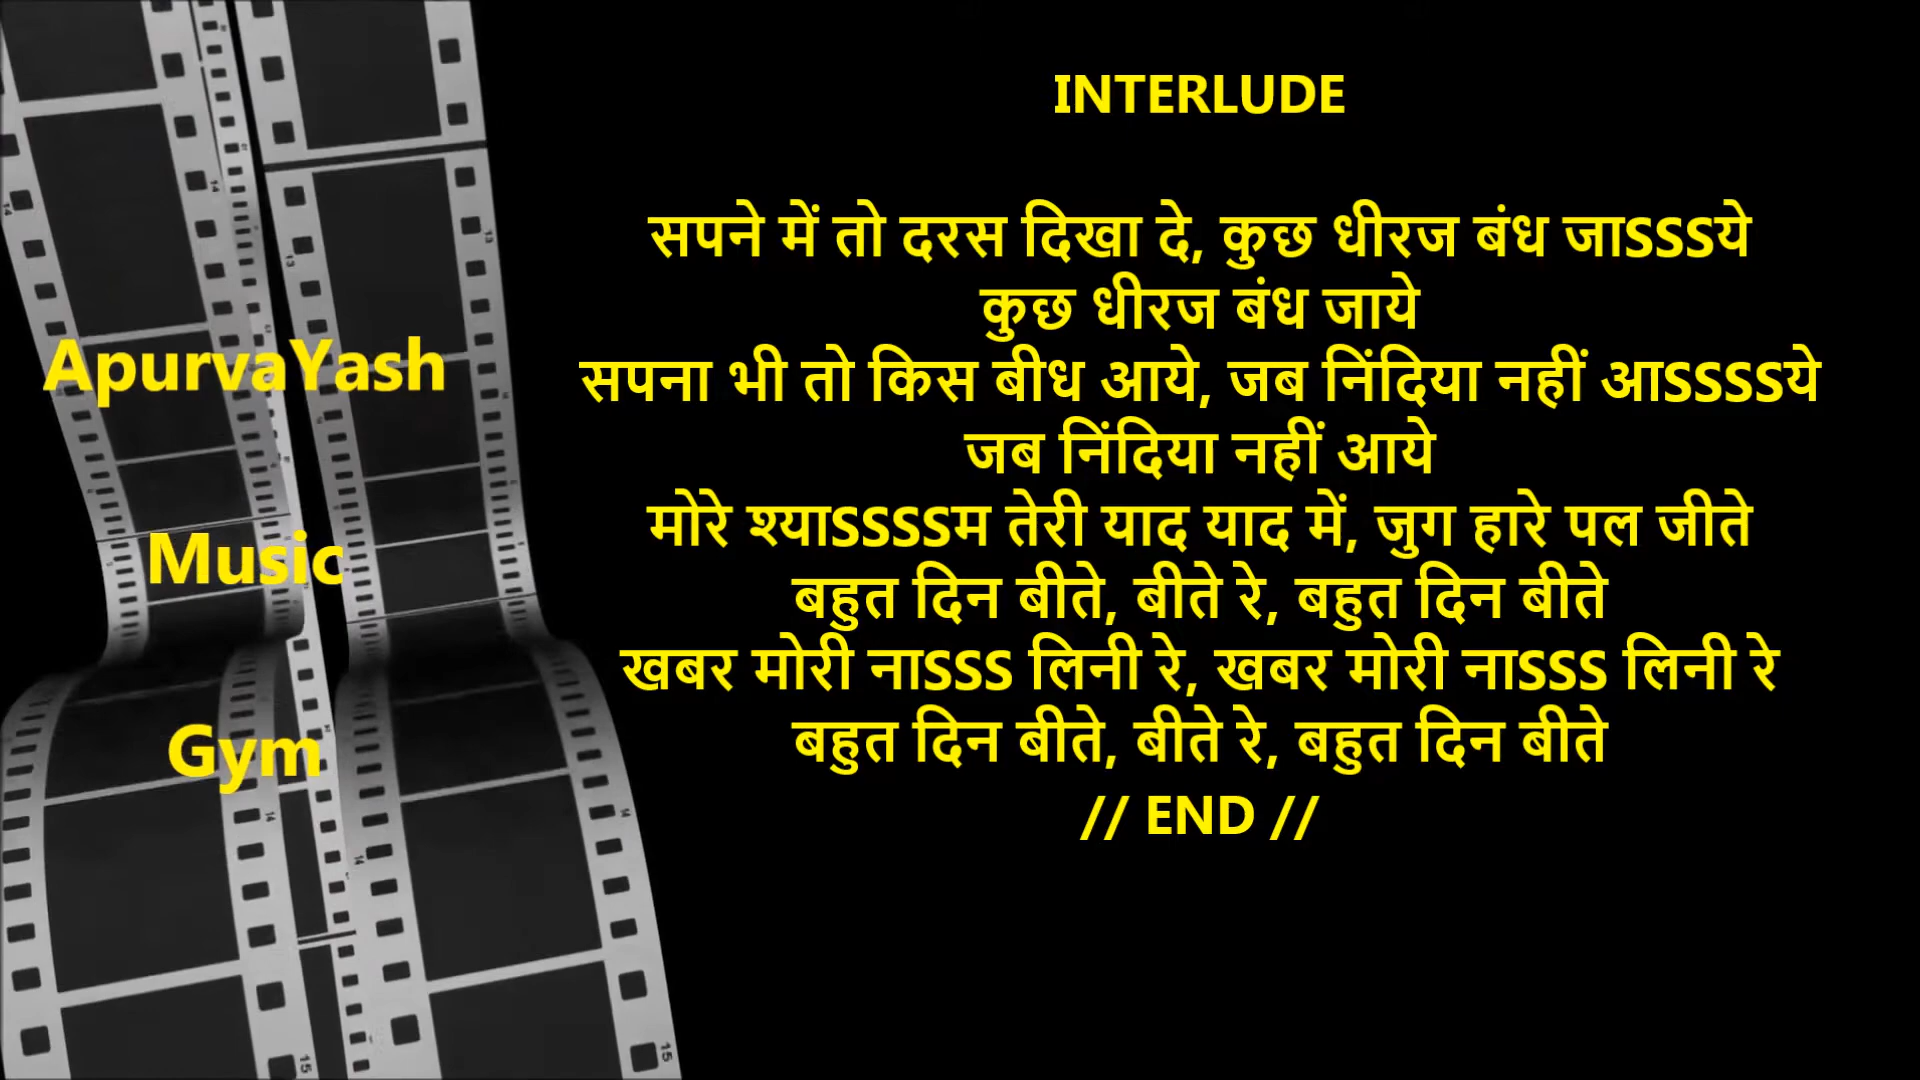 ApurvaYash
Music
Gym
INTERLUDE
सपने में तो दरस दिखा दे, कुछ धीरज बंध जाSSSये
कुछ धीरज बंध जाये
सपना भी तो किस बीध आये, जब निंदिया नहीं आSSSSये
जब निंदिया नहीं आये
मोरे श्याSSSSम तेरी याद याद में, जुग हारे पल जीते
बहुत दिन बीते, बीते रे, बहुत दिन बीते
खबर मोरी नाSSS लिनी रे, खबर मोरी नाSSS लिनी रे
बहुत दिन बीते, बीते रे, बहुत दिन बीते
// END //